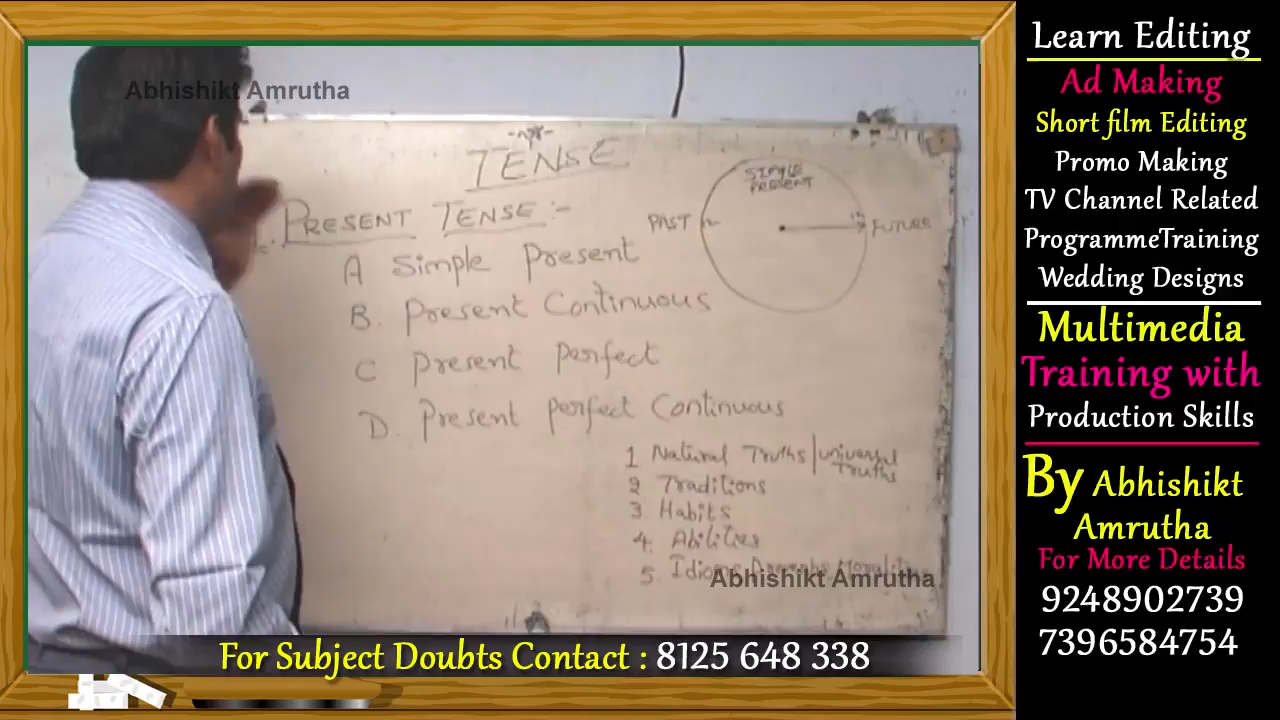 Abhishikt Amrutha
TENSE
PRESENT TENSE :-
A Simple Present
B. Present Continuous
C Present perfect
D. Present perfect Continuous
SIMPLE
PRESENT
PAST
FUTURE
1 Natural Truths/universal
Truths
2 Traditions
3. Habits
4. Abilities
5. Idioms
Abhishikt Amrutha
For Subject Doubts Contact : 8125 648 338
Learn Editing
Ad Making
Short film Editing
Promo Making
TV Channel Related
ProgrammeTraining
Wedding Designs
Multimedia
Training with
Production Skills
By Abhishikt
Amrutha
For More Details
9248902739
7396584754